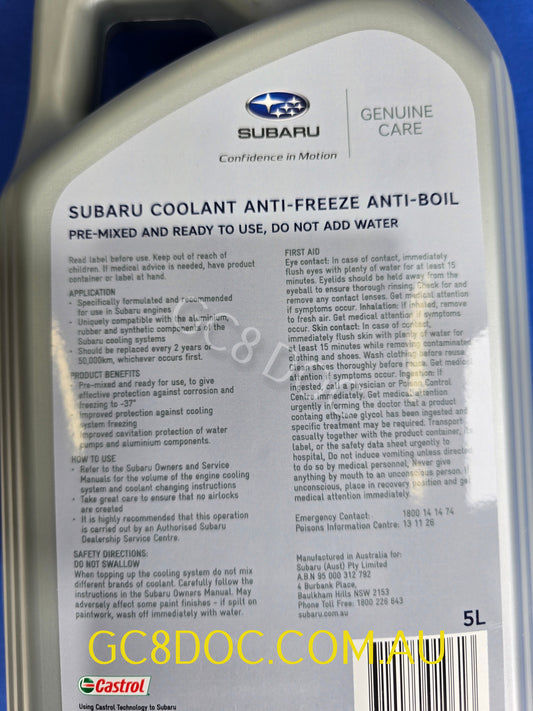 SUBARU
Confidence in Motion
GENUINE
CARE
SUBARU COOLANT ANTI-FREEZE ANTI-BOIL
PRE-MIXED AND READY TO USE, DO NOT ADD WATER
Read label before use. Keep out of reach of
children. If medical advice is needed, have product
container or label at hand.
APPLICATION
- Specifically formulated and recommended
for use in Subaru engines
- Uniquely compatible with the aluminium,
rubber and synthetic components of the
Subaru cooling systems
- Should be replaced every 2 years or
50,000km, whichever occurs first.
PRODUCT BENEFITS
- Pre-mixed and ready for use, to give
effective protection against corrosion and
freezing to -37°
- Improved protection against cooling
system freezing
- Improved cavitation protection of water
pumps and aluminium components.
HOW TO USE
- Refer to the Subaru Owners and Service
Manuals for the volume of the engine cooling
system and coolant changing instructions
- Take great care to ensure that no airlocks
are created
- It is highly recommended that this operation
is carried out by an Authorised Subaru
Dealership Service Centre.
SAFETY DIRECTIONS:
DO NOT SWALLOW
When topping up the cooling system do not mix
different brands of coolant. Carefully follow the
instructions in the Subaru Owners Manual. May
adversely affect some paint finishes - if spilt on
paintwork, wash off immediately with water.
FIRST AID
Eye contact: In case of contact, immediately
flush eyes with plenty of water for at least 15
minutes. Eyelids should be held away from the
eyeball to ensure thorough rinsing. Check for and
remove any contact lenses. Get medical attention
if symptoms occur. Inhalation: If inhaled, remove
to fresh air. Get medical attention if symptoms
occur. Skin contact: In case of contact,
immediately flush skin with plenty of water for
at least 15 minutes while removing contaminated
clothing and shoes. Wash clothing before reuse.
Clean shoes thoroughly before reuse. Get medical
attention if symptoms occur. Ingestion: If
ingested, call a physician or Poison Control
Centre immediately. Get medical attention
urgently informing the doctor that a product
containg ethylene glycol has been ingested and
specific treatment may be required. Transport
casually together with the product container, its
label, or the safety data sheet urgently to
hospital, Do not induce vomiting unless directed
to do so by medical personnel, Never give
anything by mouth to an unconscious person. If
unconscious, place in recovery position and get
medical attention immediately.
Emergency Contact: 1800 14 14 74
Poisons Information Centre: 13 11 26
Manufactured in Australia for:
Subaru (Aust) Pty Limited
A.B.N 95 000 312 792
4 Burbank Place,
Baulkham Hills NSW 2153
Phone Toll Free: 1800 226 643
subaru.com.au
5L
GC8DOC.COM.AU
Castrol
Using Castrol Technology to Subaru